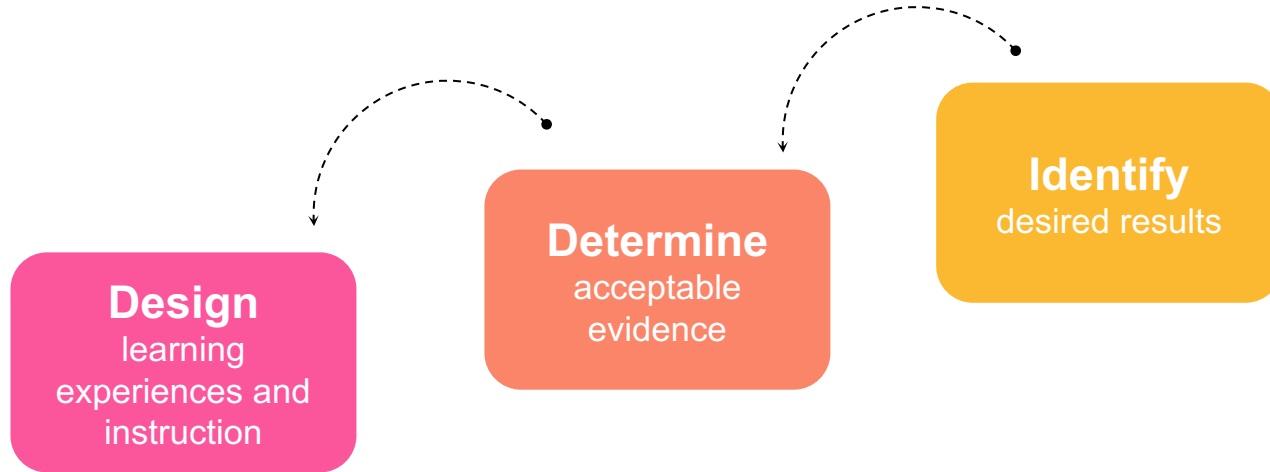 Design
learning
experiences and
instruction
Determine
acceptable
evidence
Identify
desired results